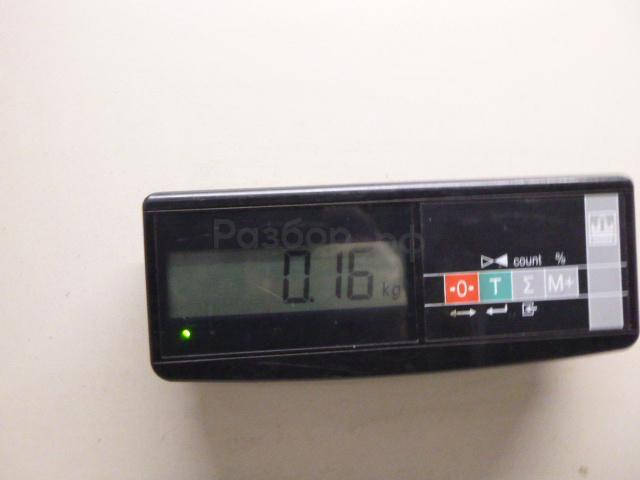 Разбор.рф
0.16 kg
count %
→0← T Σ M+